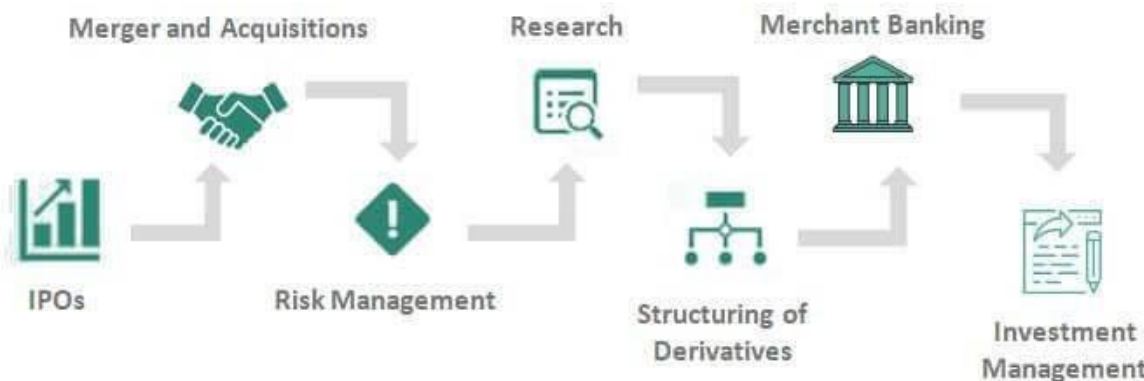 Merger and Acquisitions
Research
Merchant Banking
IPOs
Risk Management
Structuring of
Derivatives
Investment
Management